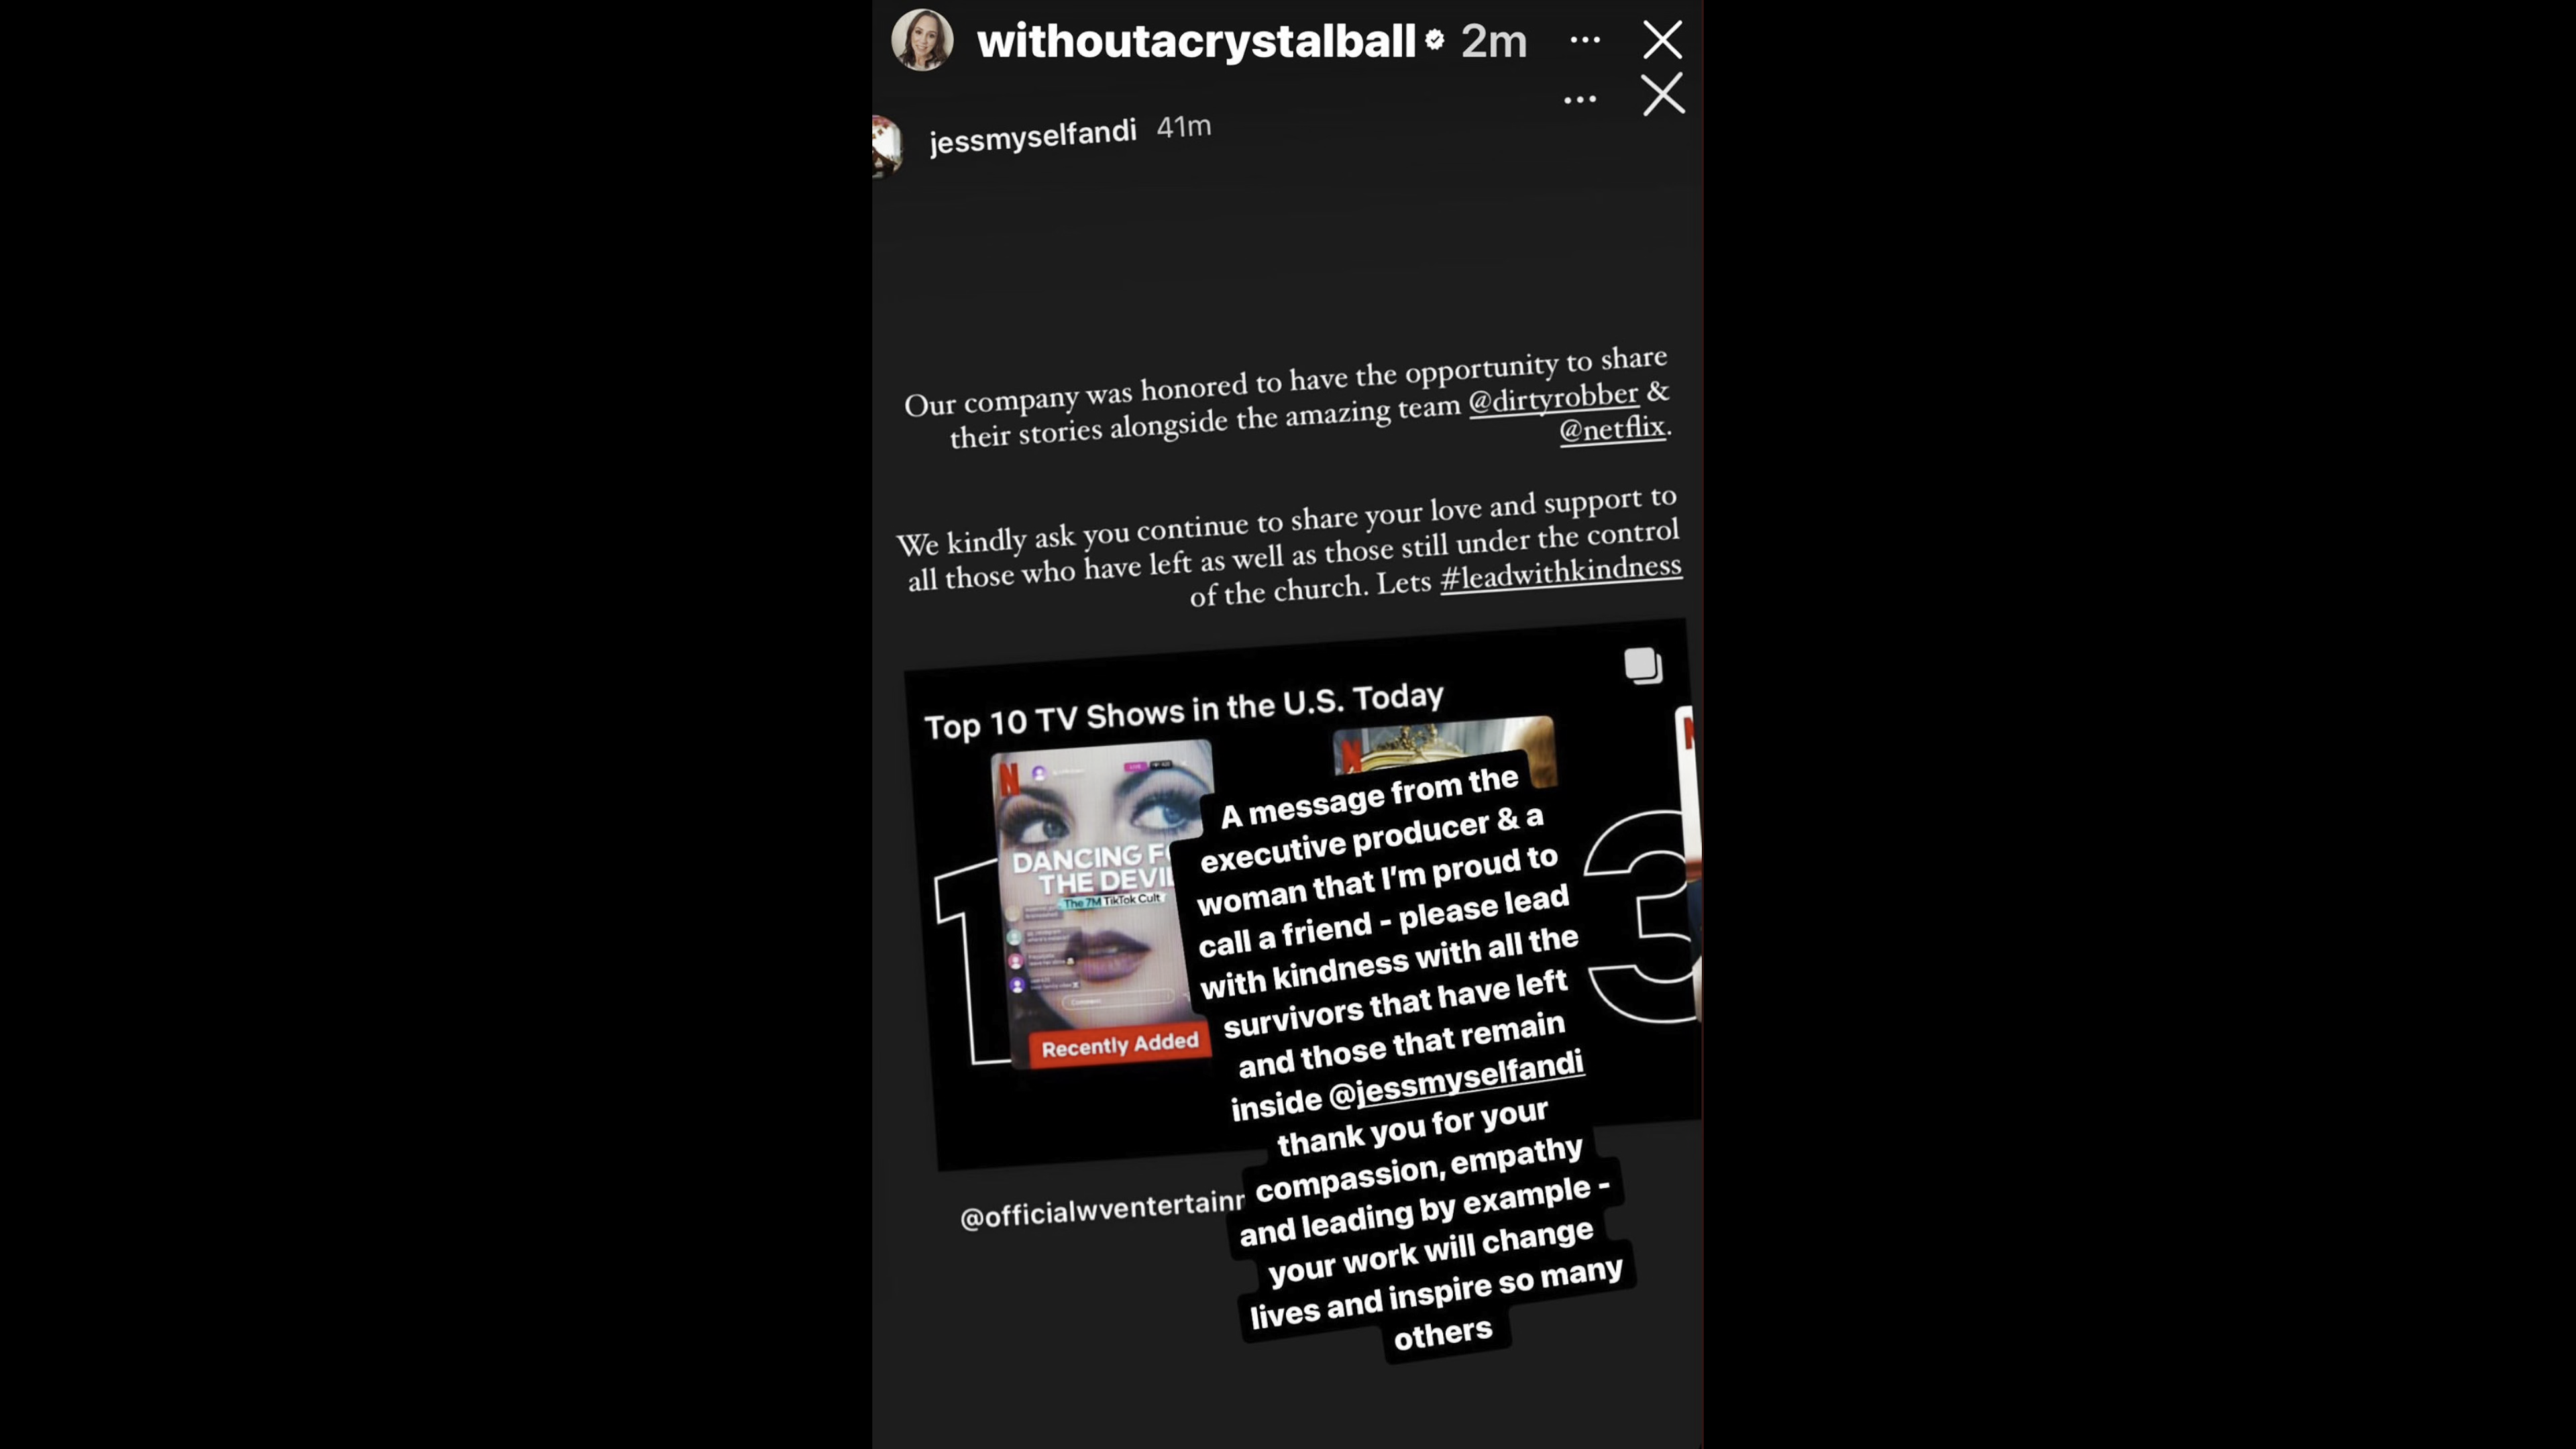 withoutacrystalball 2m
jessmyselfandi 41m
Our company was honored to have the opportunity to share
their stories alongside the amazing team @dirtyrobber &
@netflix.
We kindly ask you continue to share your love and support to
all those who have left as well as those still under the control
of the church. Lets #leadwithkindness
Top 10 TV Shows in the U.S. Today
1
N
LIVE
DANCING F
THE DEVIL
The 7M TikTok Cult
Comment
Recently Added
N
3
N
A message from the
executive producer & a
woman that I'm proud to
call a friend - please lead
with kindness with all the
survivors that have left
and those that remain
inside @jessmyselfandi
thank you for your
compassion, empathy
and leading by example -
your work will change
lives and inspire so many
others
@officialwventertain